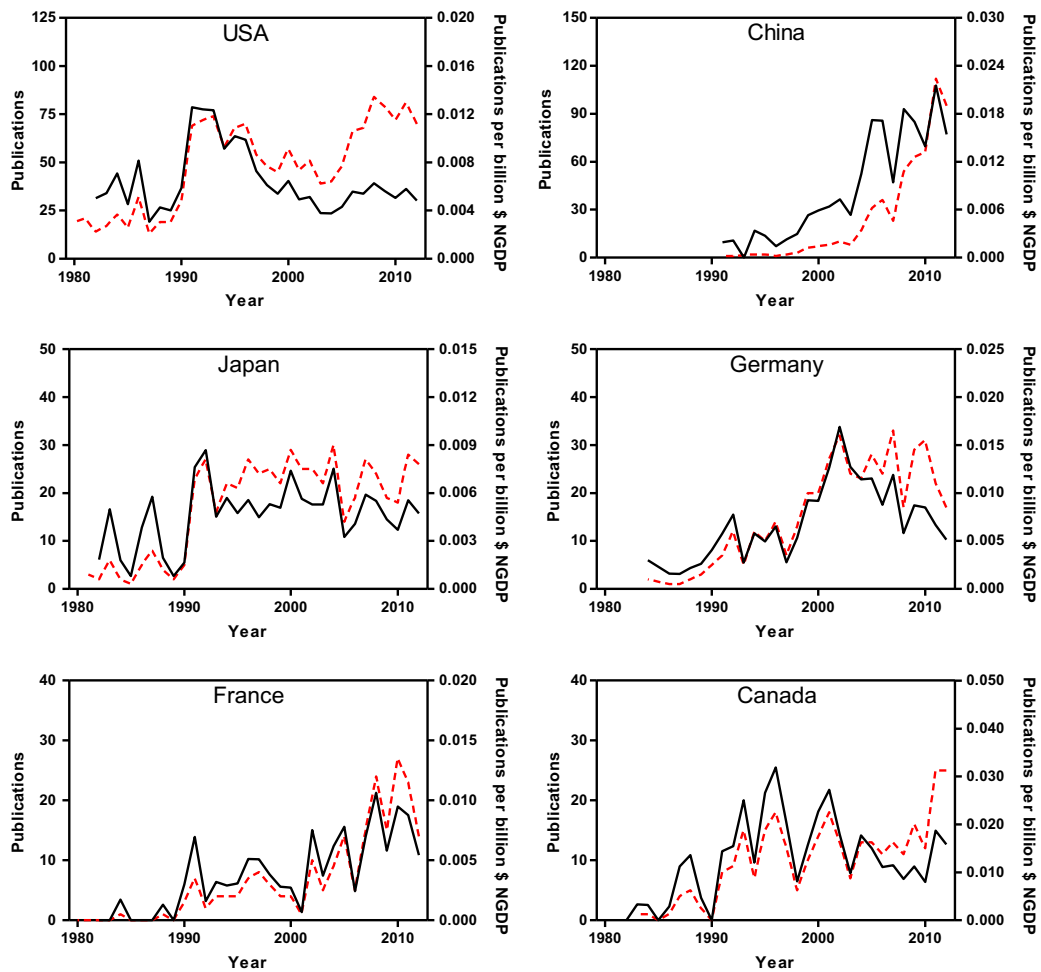 USA
125
100
75
50
25
0
Publications
0.020
0.016
0.012
0.008
0.004
0.000
Publications per billion $ NGDP
1980 1990 2000 2010
Year
China
150
120
90
60
30
0
Publications
0.030
0.024
0.018
0.012
0.006
0.000
Publications per billion $ NGDP
1980 1990 2000 2010
Year
Japan
50
40
30
20
10
0
Publications
0.015
0.012
0.009
0.006
0.003
0.000
Publications per billion $ NGDP
1980 1990 2000 2010
Year
Germany
50
40
30
20
10
0
Publications
0.025
0.020
0.015
0.010
0.005
0.000
Publications per billion $ NGDP
1980 1990 2000 2010
Year
France
40
30
20
10
0
Publications
0.020
0.015
0.010
0.005
0.000
Publications per billion $ NGDP
1980 1990 2000 2010
Year
Canada
40
30
20
10
0
Publications
0.050
0.040
0.030
0.020
0.010
0.000
Publications per billion $ NGDP
1980 1990 2000 2010
Year